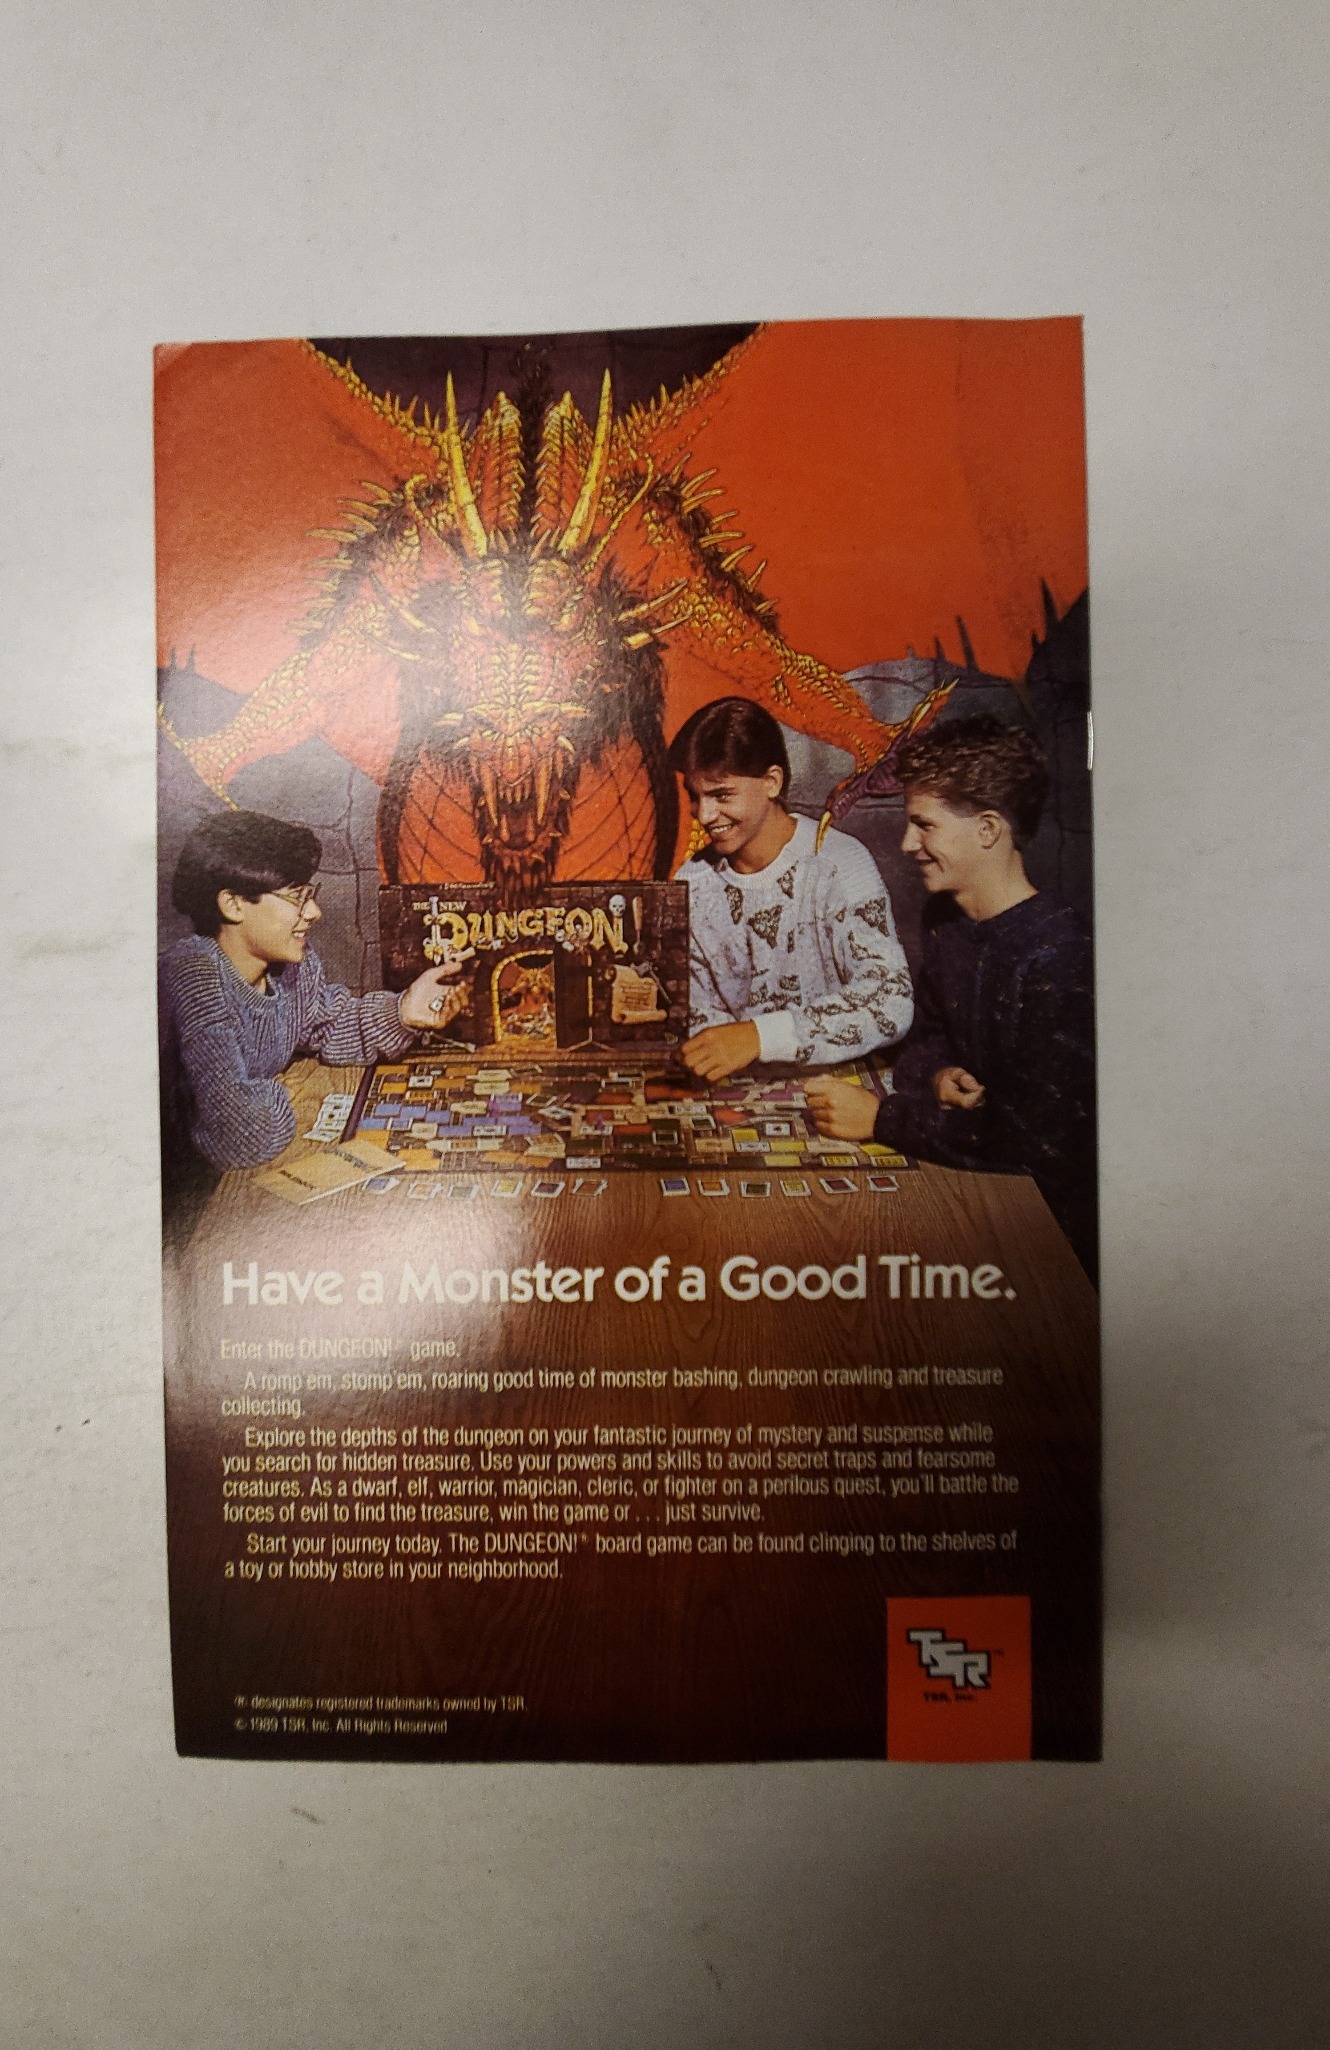 THE NEW
DUNGEON!
Have a Monster of a Good Time.
Enter the DUNGEON!™ game.
A romp'em, stomp'em, roaring good time of monster bashing, dungeon crawling and treasure
collecting.
Explore the depths of the dungeon on your fantastic journey of mystery and suspense while
you search for hidden treasure. Use your powers and skills to avoid secret traps and fearsome
creatures. As a dwarf, elf, warrior, magician, cleric, or fighter on a perilous quest, you'll battle the
forces of evil to find the treasure, win the game or . . . just survive.
Start your journey today. The DUNGEON!® board game can be found clinging to the shelves of
a toy or hobby store in your neighborhood.
TSR™
TSR, Inc.
® designates registered trademarks owned by TSR.
© 1989 TSR, Inc. All Rights Reserved